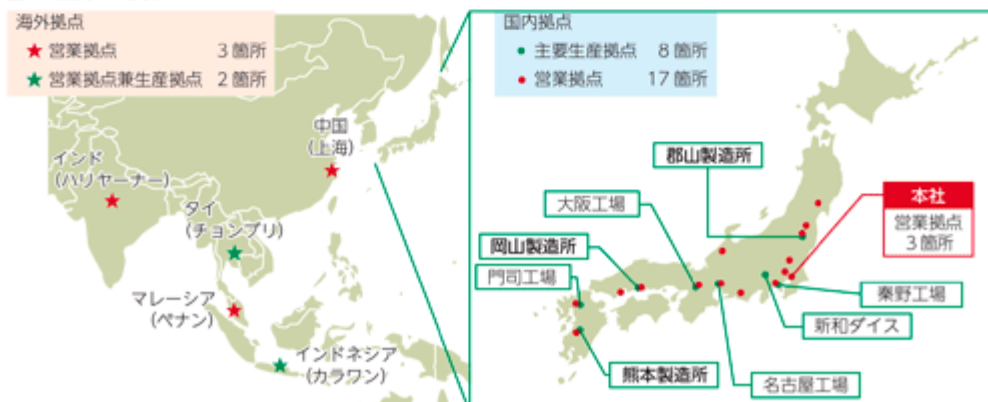 海外拠点
営業拠点 3箇所
営業拠点兼生産拠点 2箇所
中国
(上海)
インド
(ハリヤーナー)
タイ
(チョンブリ)
マレーシア
(ペナン)
インドネシア
(カラワン)
国内拠点
主要生産拠点 8箇所
営業拠点 17箇所
郡山製造所
大阪工場
本社
営業拠点
3箇所
岡山製造所
門司工場
秦野工場
新和ダイス
熊本製造所
名古屋工場